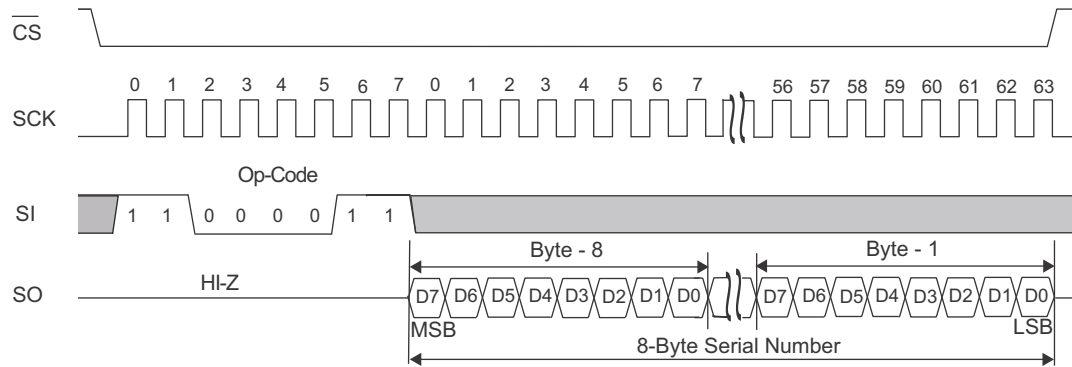 CS
0 1 2 3 4 5 6 7 0 1 2 3 4 5 6 7 56 57 58 59 60 61 62 63
SCK
Op-Code
SI 1 1 0 0 0 0 1 1
Byte - 8 Byte - 1
SO HI-Z D7 D6 D5 D4 D3 D2 D1 D0 D7 D6 D5 D4 D3 D2 D1 D0
MSB LSB
8-Byte Serial Number